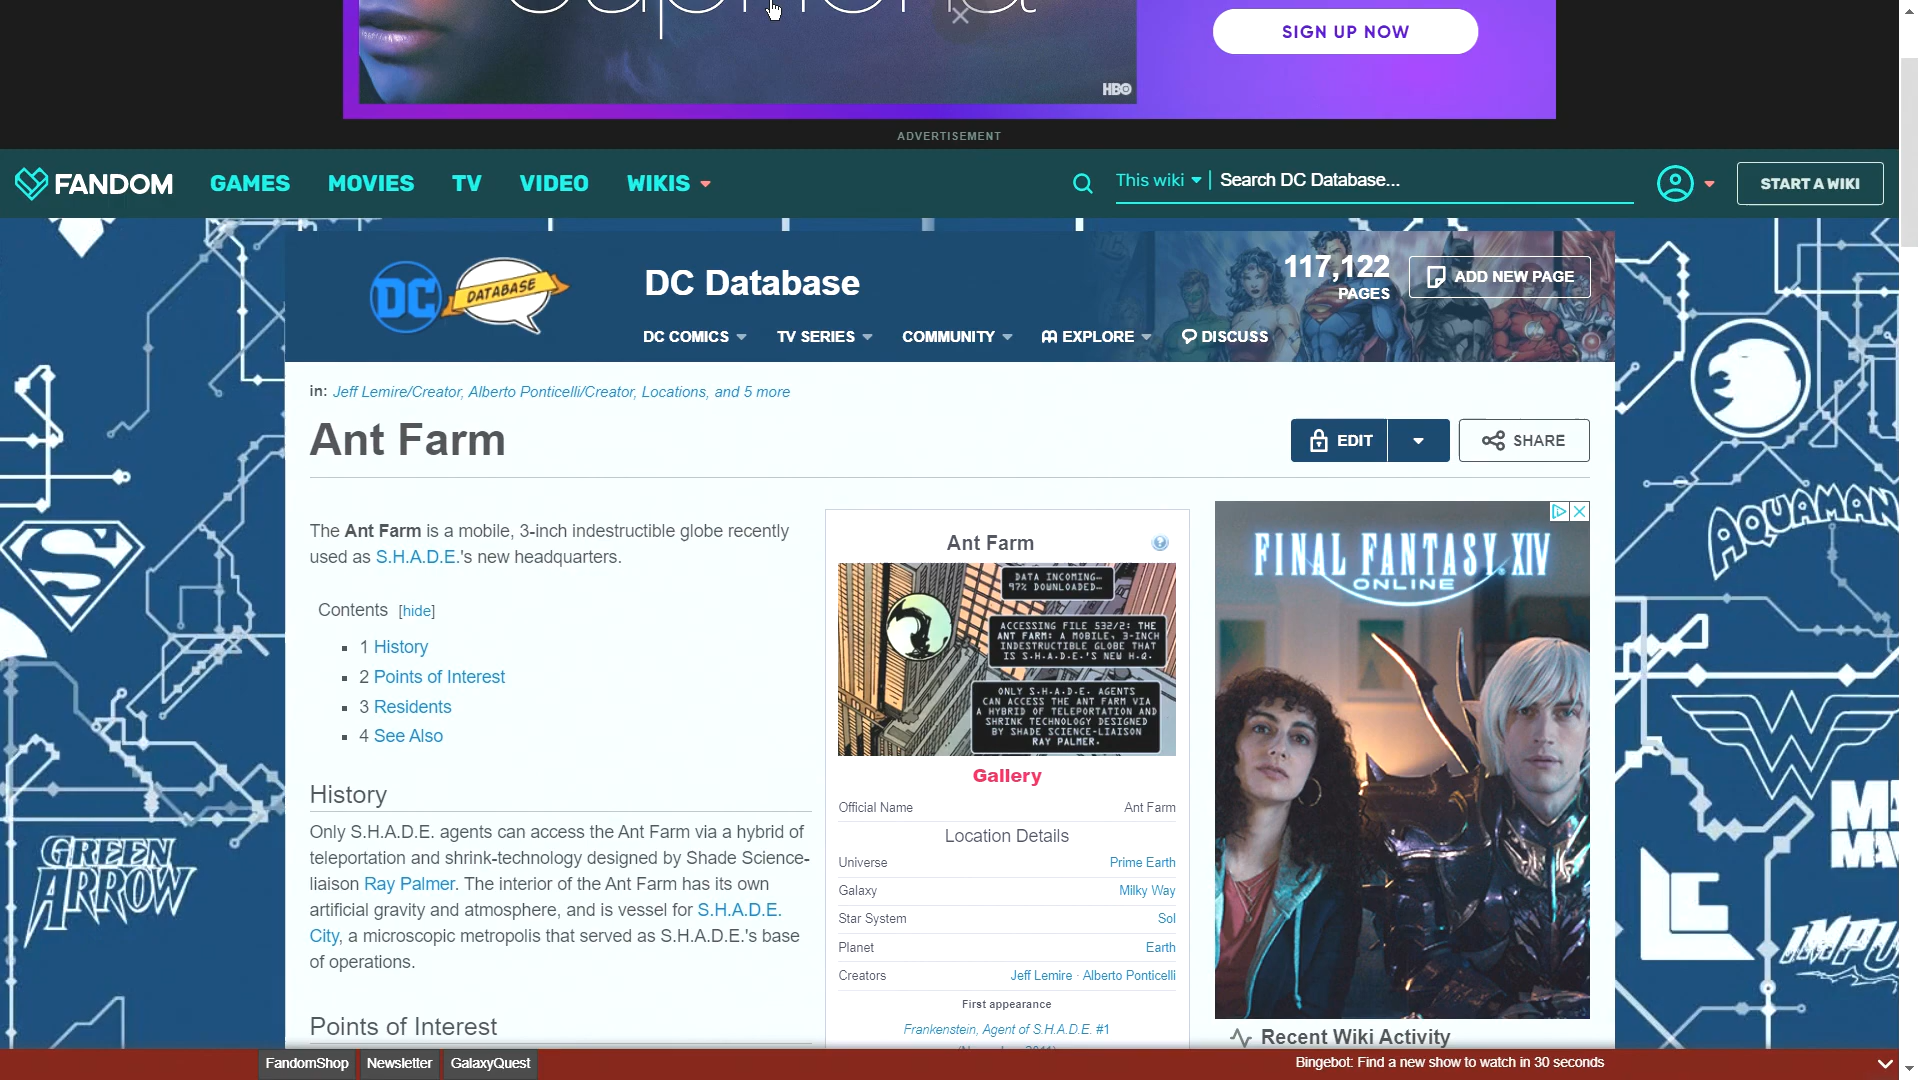 euphoria
SIGN UP NOW
HBO
ADVERTISEMENT
FANDOM
GAMES
MOVIES
TV
VIDEO
WIKIS
This wiki
Search DC Database...
START A WIKI
DC
DATABASE
DC Database
117,122
PAGES
ADD NEW PAGE
DC COMICS
TV SERIES
COMMUNITY
EXPLORE
DISCUSS
in: Jeff Lemire/Creator, Alberto Ponticelli/Creator, Locations, and 5 more
Ant Farm
EDIT
SHARE
The Ant Farm is a mobile, 3-inch indestructible globe recently
used as S.H.A.D.E.'s new headquarters.
Contents [hide]
1 History
2 Points of Interest
3 Residents
4 See Also
History
Only S.H.A.D.E. agents can access the Ant Farm via a hybrid of
teleportation and shrink-technology designed by Shade Science-
liaison Ray Palmer. The interior of the Ant Farm has its own
artificial gravity and atmosphere, and is vessel for S.H.A.D.E.
City, a microscopic metropolis that served as S.H.A.D.E.'s base
of operations.
Points of Interest
Ant Farm
DATA INCOMING--
97% DOWNLOADED--
ACCESSING FILE 532/2: THE
ANT FARM: A MOBILE, 3-INCH
INDESTRUCTIBLE GLOBE THAT
IS S.H.A.D.E.'S NEW H.Q.
ONLY S.H.A.D.E. AGENTS
CAN ACCESS THE ANT FARM VIA
A HYBRID OF TELEPORTATION AND
SHRINK TECHNOLOGY DESIGNED
BY SHADE SCIENCE-LIAISON
RAY PALMER.
Gallery
Official Name Ant Farm
Location Details
Universe Prime Earth
Galaxy Milky Way
Star System Sol
Planet Earth
Creators Jeff Lemire · Alberto Ponticelli
First appearance
Frankenstein, Agent of S.H.A.D.E. #1
(November, 2011)
FINAL FANTASY XIV
ONLINE
Recent Wiki Activity
GREEN
ARROW
AQUAMAN
FandomShop
Newsletter
GalaxyQuest
Bingebot: Find a new show to watch in 30 seconds